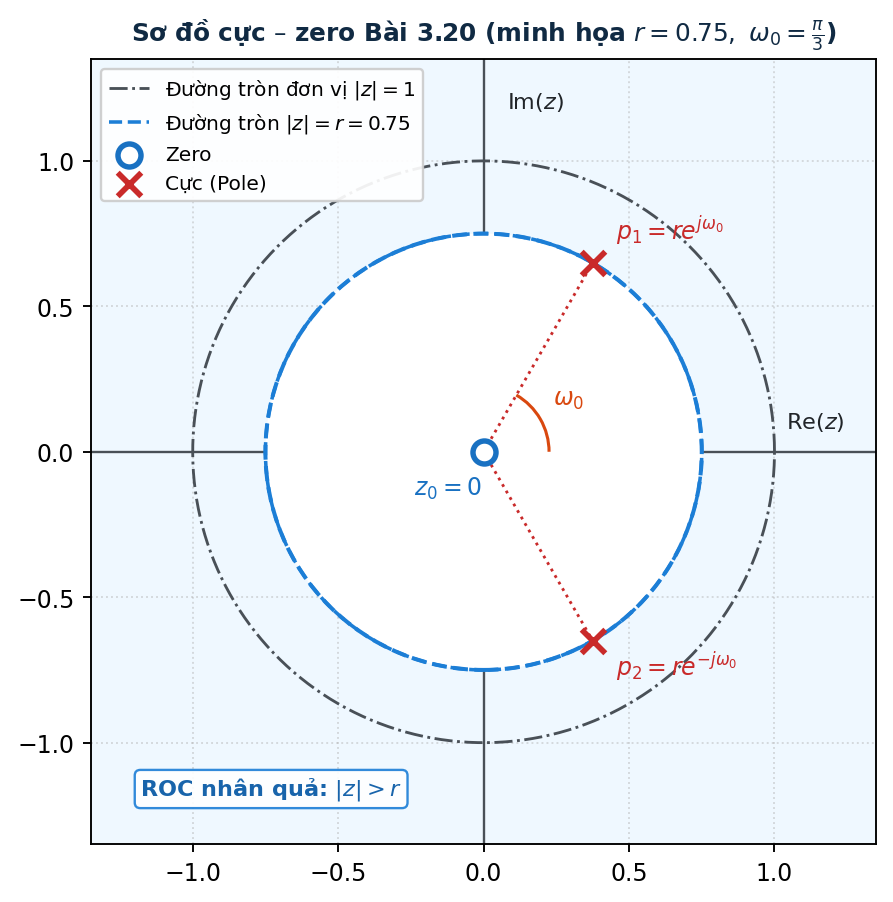 Sơ đồ cực – zero Bài 3.20 (minh họa r = 0.75, ω₀ = π/3)
Đường tròn đơn vị |z| = 1
Đường tròn |z| = r = 0.75
Zero
Cực (Pole)
Im(z)
Re(z)
p₁ = re^{jω₀}
ω₀
z₀ = 0
p₂ = re^{−jω₀}
ROC nhân quả: |z| > r
1.0
0.5
0.0
−0.5
−1.0
−1.0 −0.5 0.0 0.5 1.0